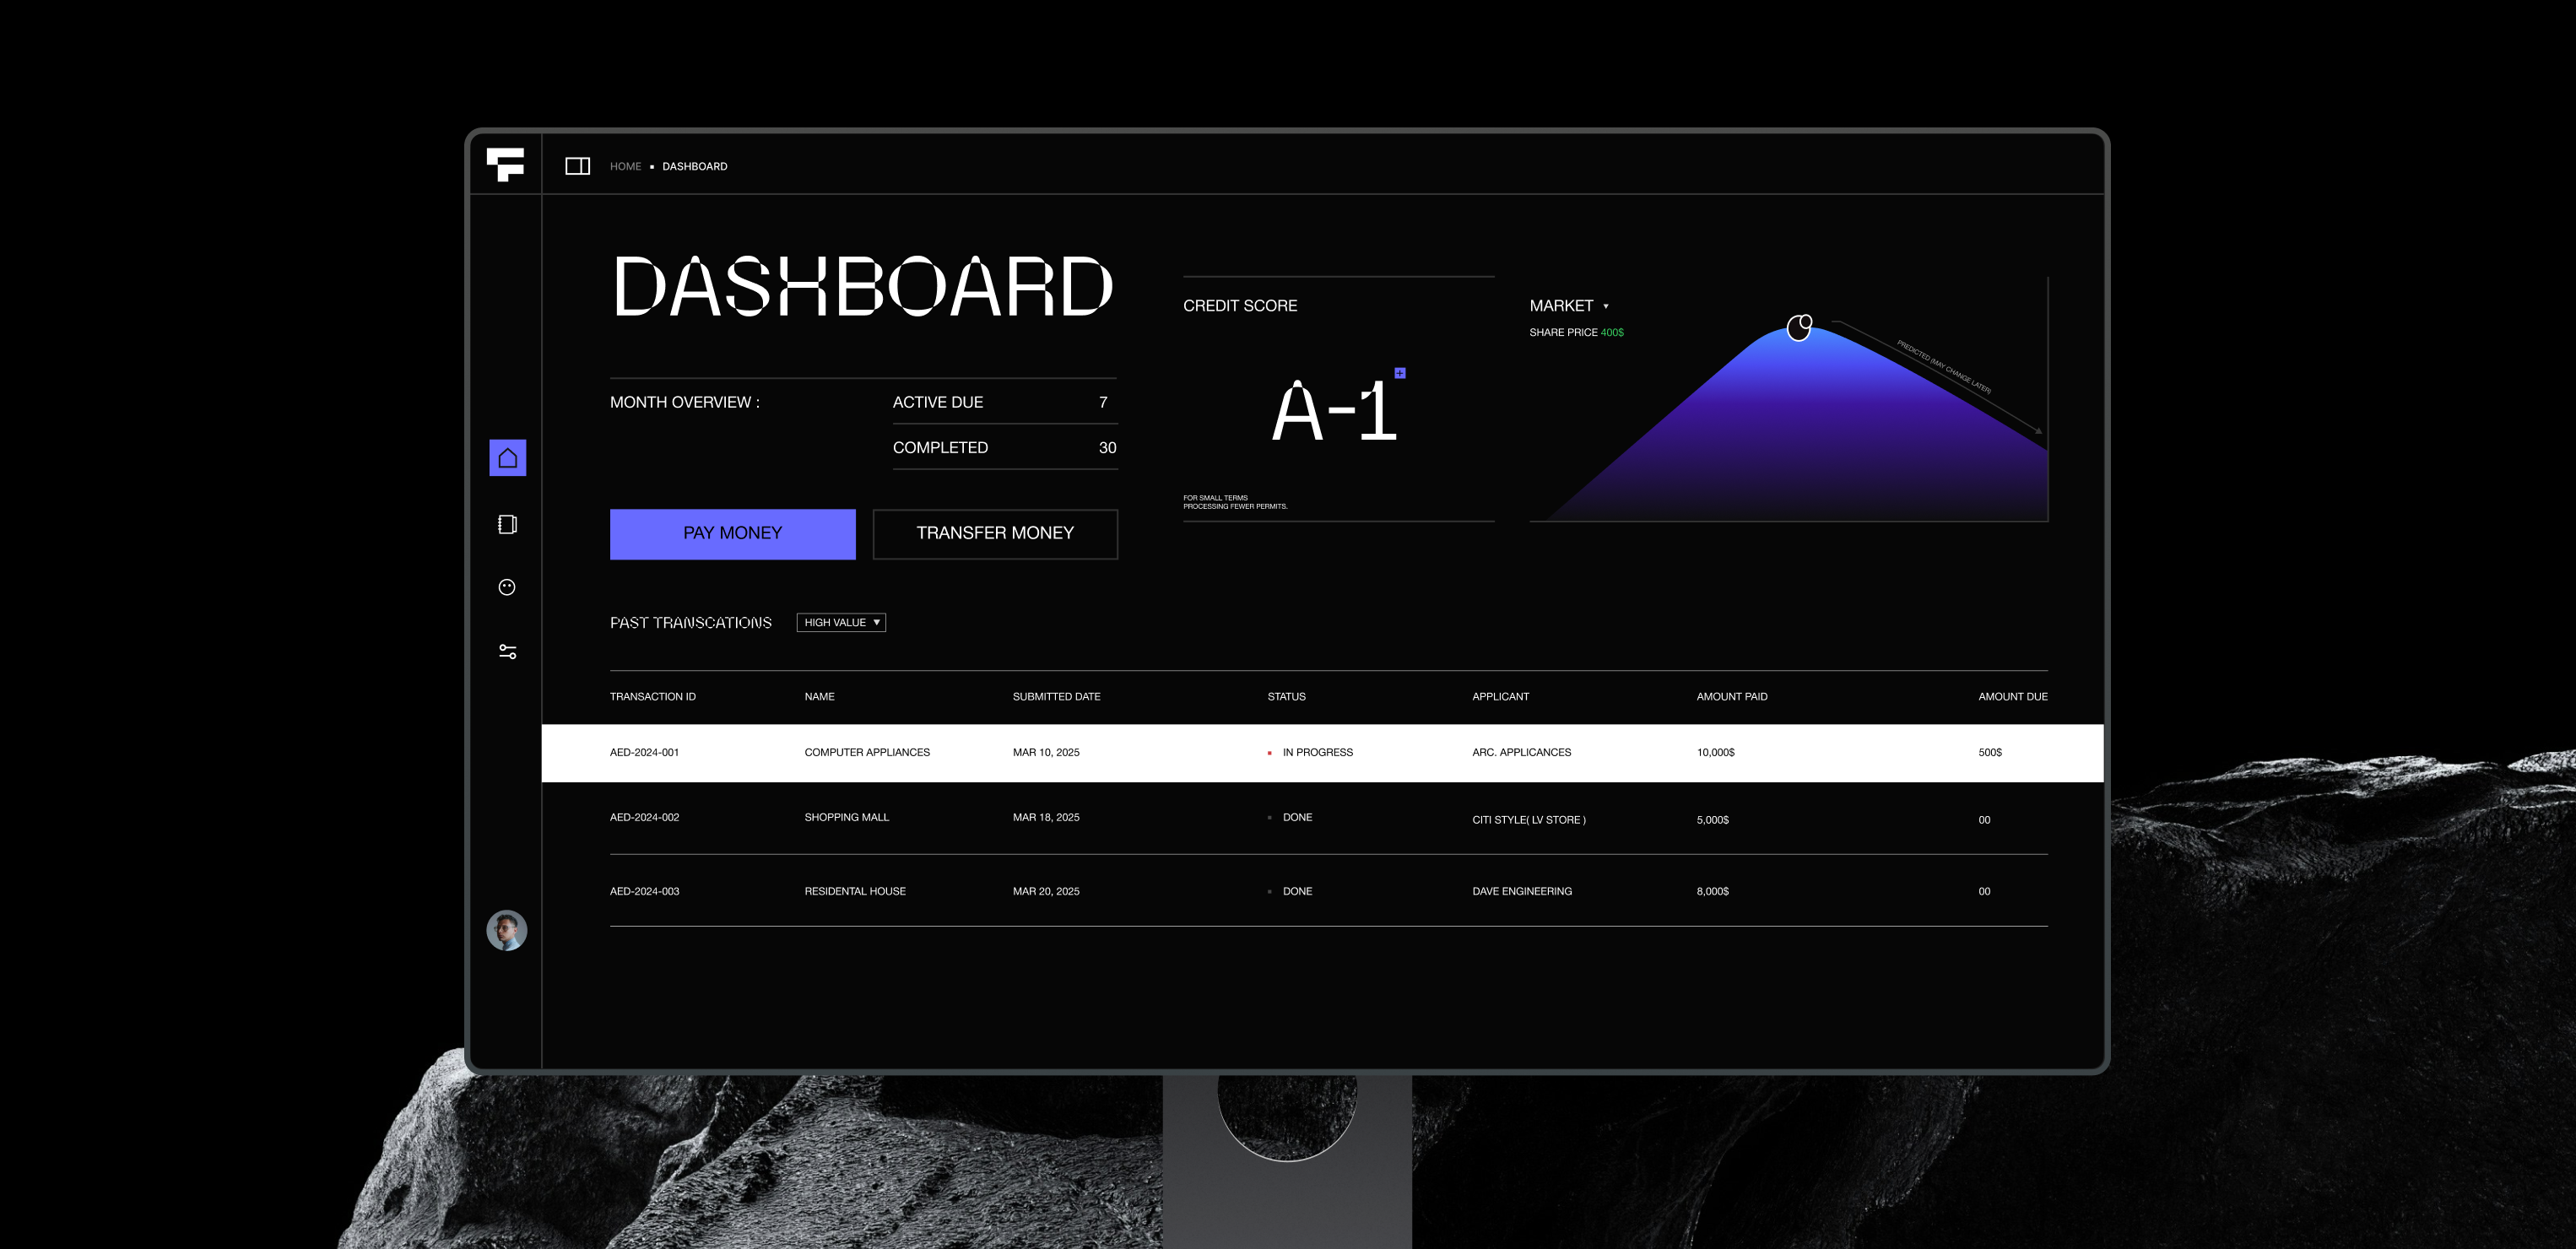 HOME ▪ DASHBOARD
DASHBOARD
MONTH OVERVIEW :
ACTIVE DUE 7
COMPLETED 30
PAY MONEY
TRANSFER MONEY
CREDIT SCORE
A-1
+
FOR SMALL TERMS
PROCESSING FEWER PERMITS.
MARKET ▼
SHARE PRICE 400$
PREDICTED (MAY CHANGE LATER)
PAST TRANSCATIONS
HIGH VALUE ▼
TRANSACTION ID NAME SUBMITTED DATE STATUS APPLICANT AMOUNT PAID AMOUNT DUE
AED-2024-001 COMPUTER APPLIANCES MAR 10, 2025 IN PROGRESS ARC. APPLICANCES 10,000$ 500$
AED-2024-002 SHOPPING MALL MAR 18, 2025 DONE CITI STYLE( LV STORE ) 5,000$ 00
AED-2024-003 RESIDENTAL HOUSE MAR 20, 2025 DONE DAVE ENGINEERING 8,000$ 00